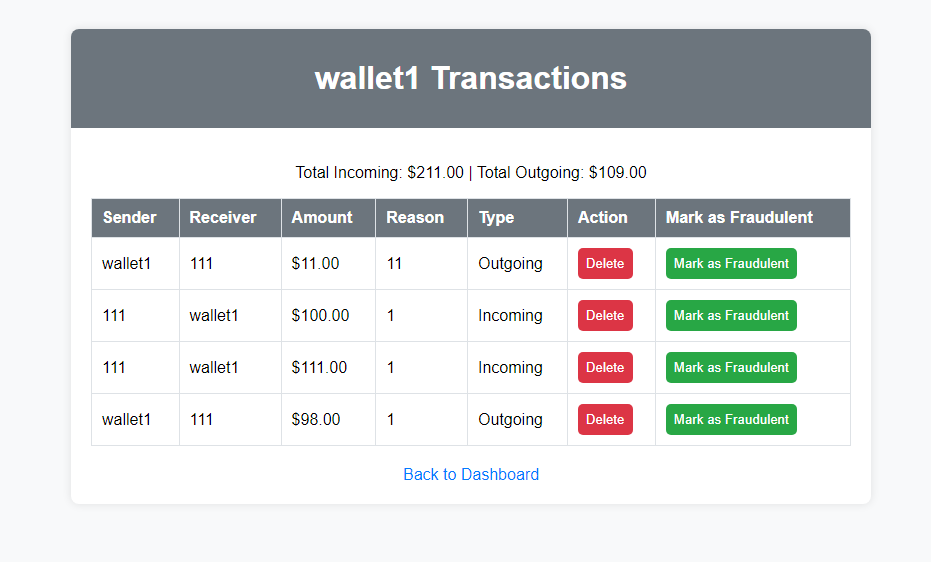 wallet1 Transactions
Total Incoming: $211.00 | Total Outgoing: $109.00
Sender Receiver Amount Reason Type Action Mark as Fraudulent
wallet1 111 $11.00 11 Outgoing Delete Mark as Fraudulent
111 wallet1 $100.00 1 Incoming Delete Mark as Fraudulent
111 wallet1 $111.00 1 Incoming Delete Mark as Fraudulent
wallet1 111 $98.00 1 Outgoing Delete Mark as Fraudulent
Back to Dashboard